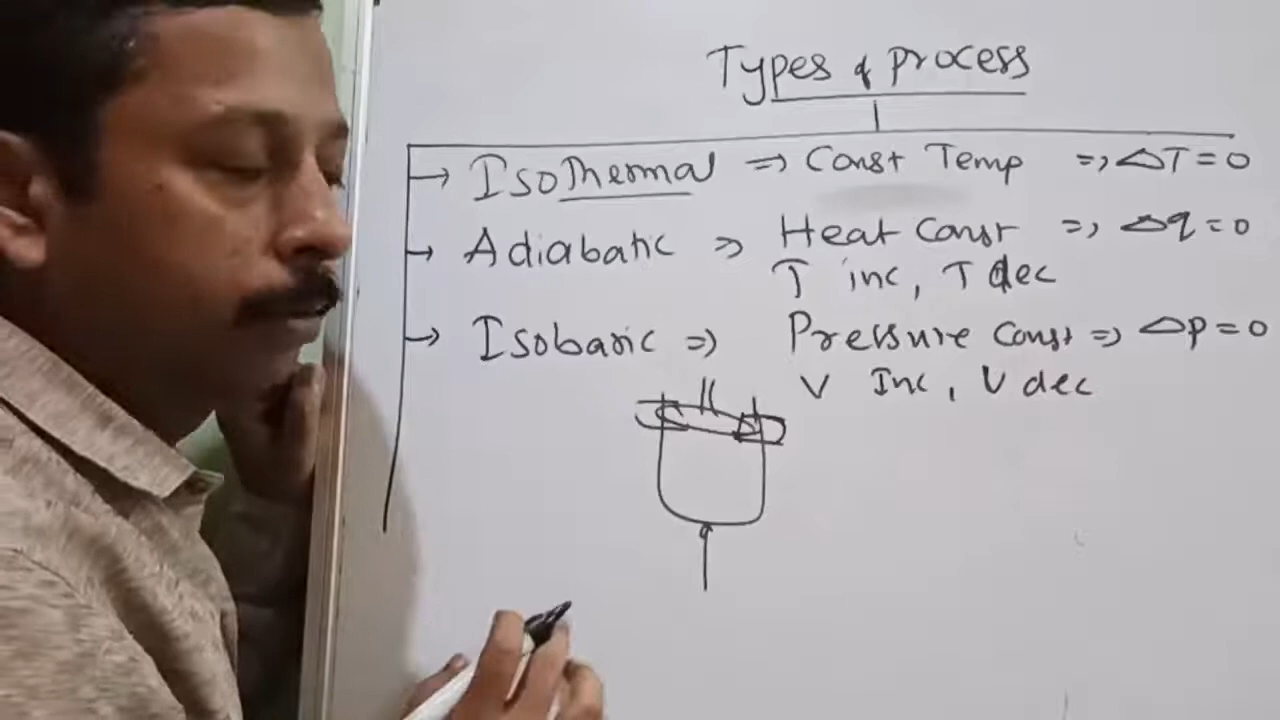 Types of process
Isothermal => Const Temp => ΔT = 0
Adiabatic => Heat Const => Δq = 0
T inc, T dec
Isobaric => Pressure Const => Δp = 0
V Inc, V dec